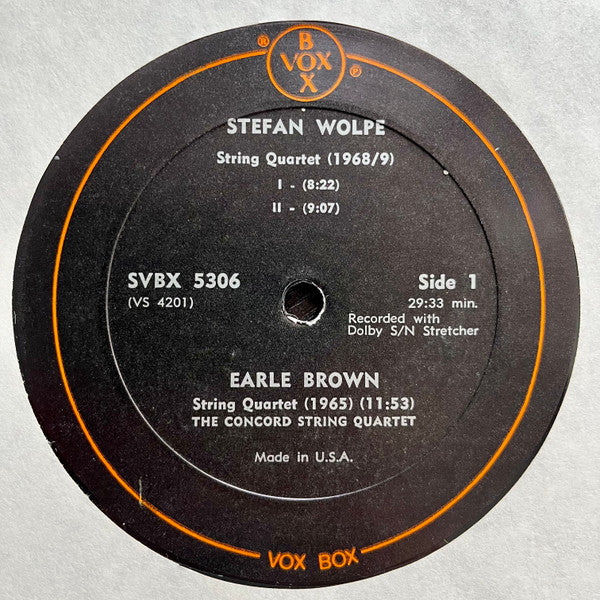 BOX
VOX
® ℗
STEFAN WOLPE
String Quartet (1968/9)
I - (8:22)
II - (9:07)
SVBX 5306
(VS 4201)
Side 1
29:33 min.
Recorded with
Dolby S/N Stretcher
EARLE BROWN
String Quartet (1965) (11:53)
THE CONCORD STRING QUARTET
Made in U.S.A.
VOX BOX